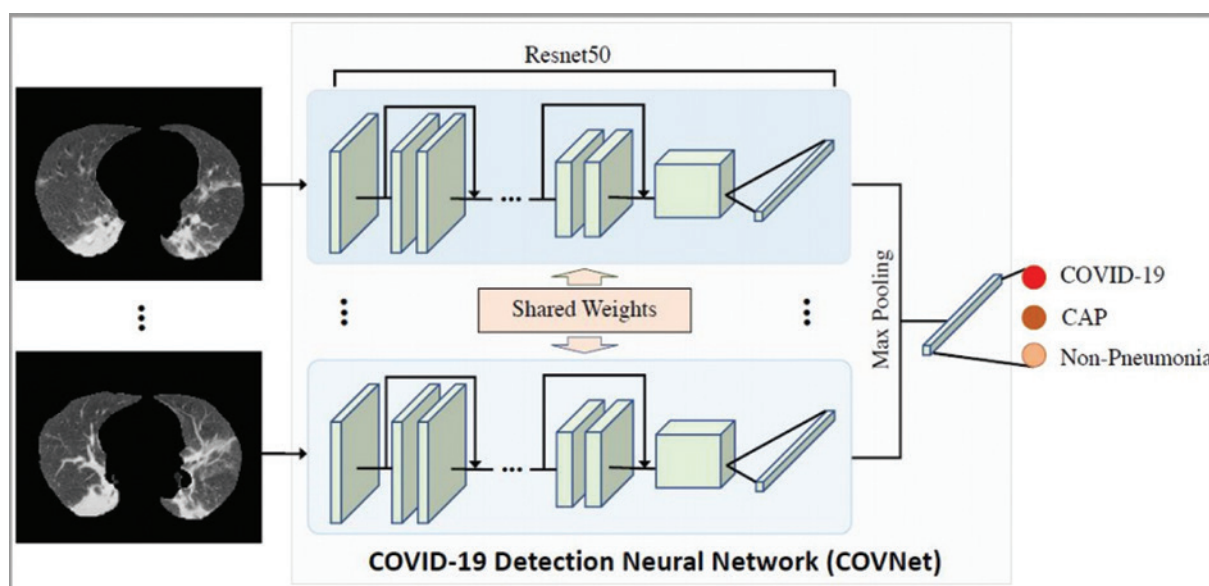 Resnet50
Shared Weights
Max Pooling
COVID-19
CAP
Non-Pneumonia
COVID-19 Detection Neural Network (COVNet)